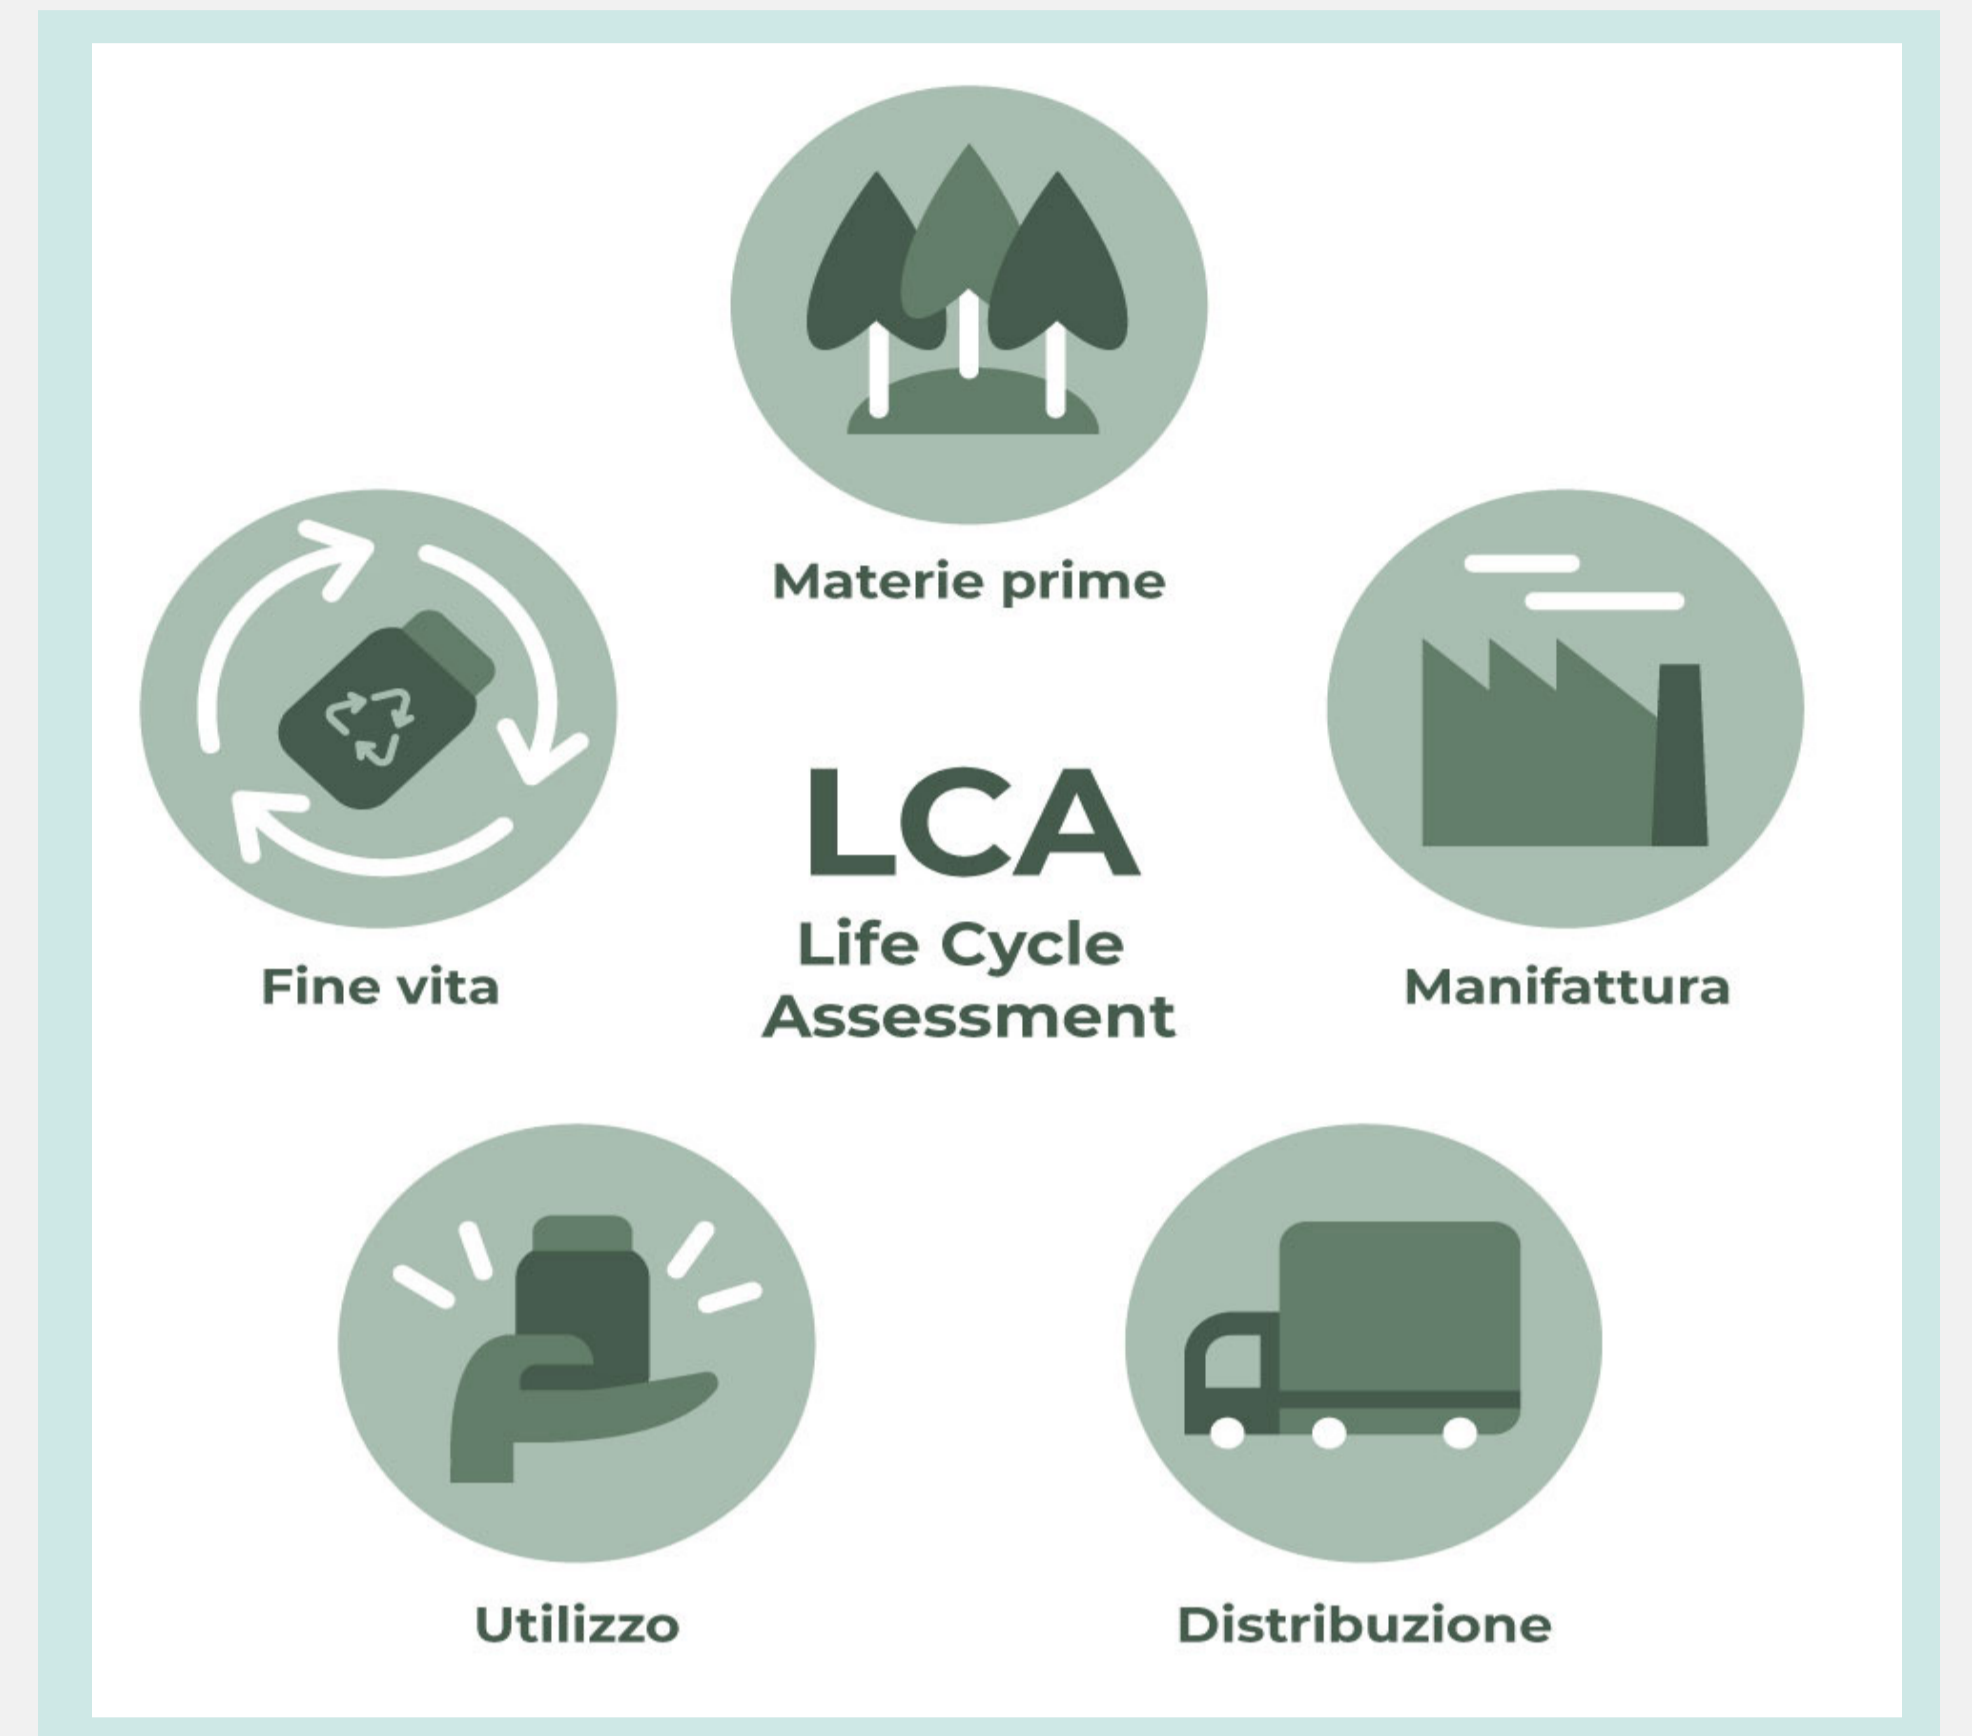 Materie prime
LCA
Life Cycle
Assessment
Fine vita
Manifattura
Utilizzo
Distribuzione